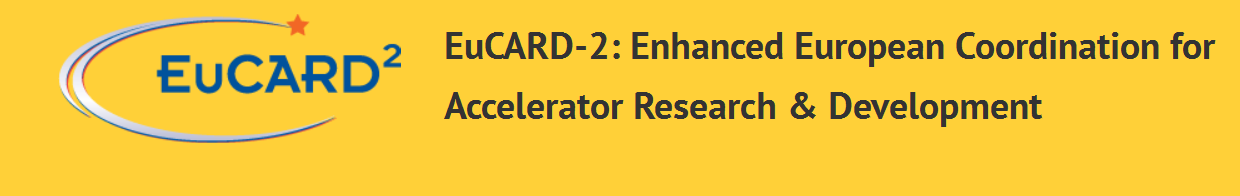 EuCARD²
EuCARD-2: Enhanced European Coordination for
Accelerator Research & Development